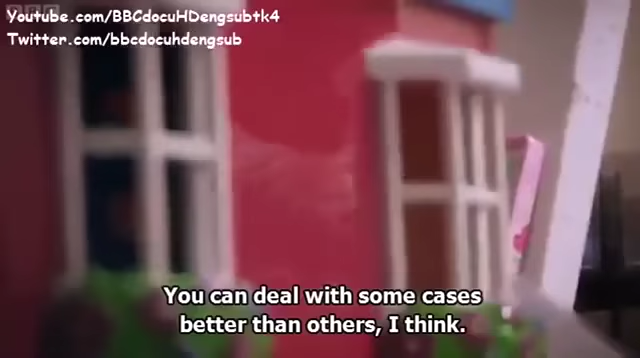 Youtube.com/BBCdocuHDengsubtk4
Twitter.com/bbcdocuhdengsub
You can deal with some cases
better than others, I think.